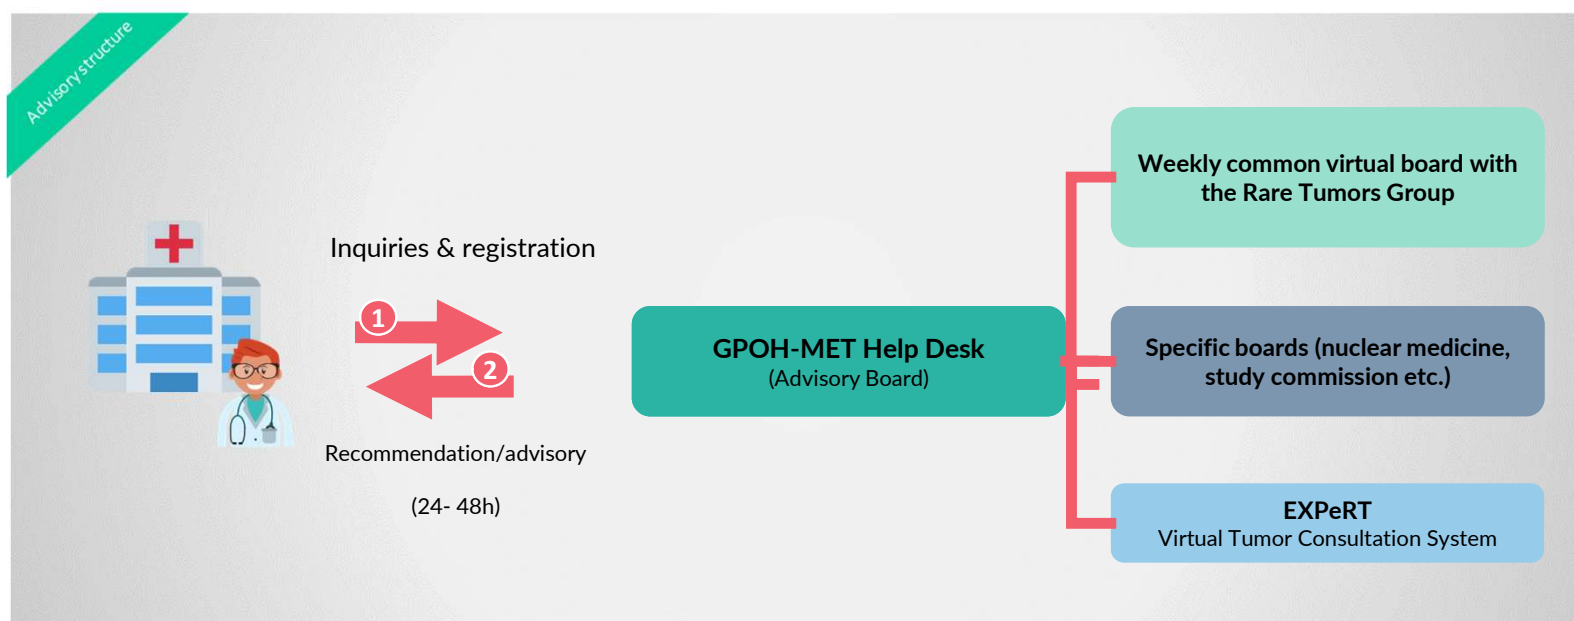 Advisory structure
Inquiries & registration
1
2
Recommendation/advisory
(24- 48h)
GPOH-MET Help Desk
(Advisory Board)
Weekly common virtual board with
the Rare Tumors Group
Specific boards (nuclear medicine,
study commission etc.)
EXPeRT
Virtual Tumor Consultation System